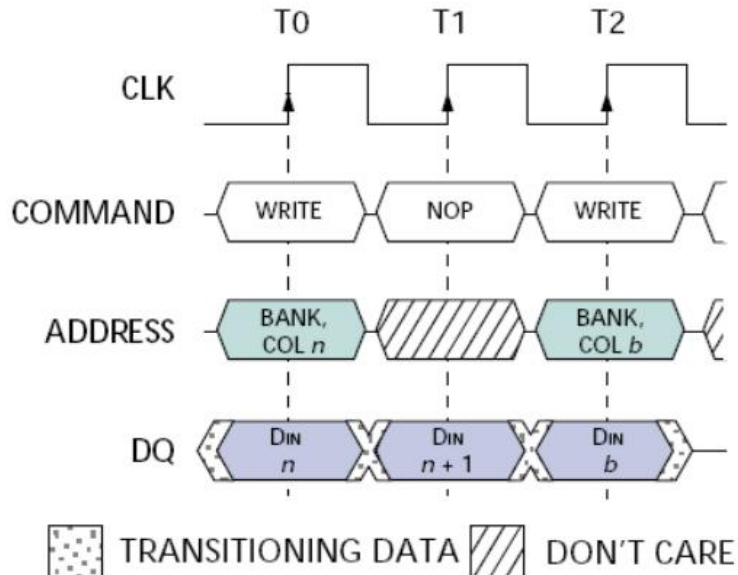 T0 T1 T2
CLK
COMMAND WRITE NOP WRITE
ADDRESS BANK, COL n BANK, COL b
DQ DIN n DIN n + 1 DIN b
TRANSITIONING DATA DON'T CARE